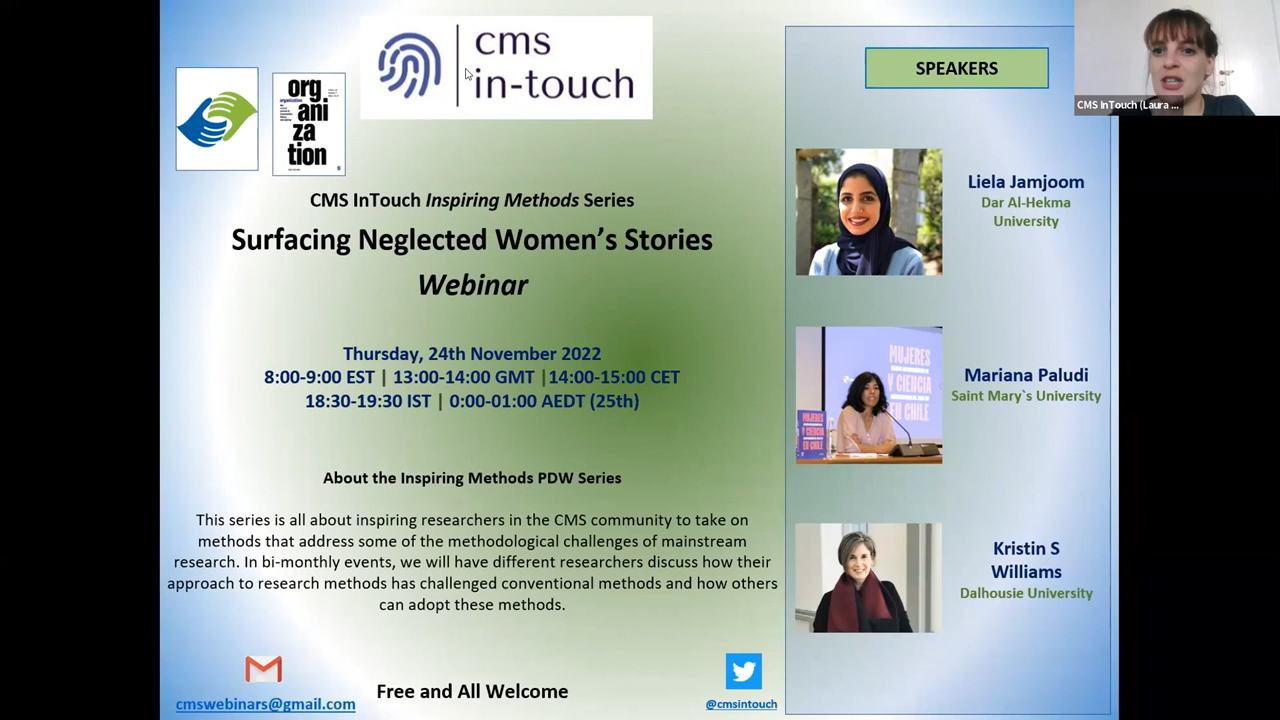 cms
in-touch
org
ani
za
tion
CMS InTouch Inspiring Methods Series
Surfacing Neglected Women's Stories
Webinar
Thursday, 24th November 2022
8:00-9:00 EST | 13:00-14:00 GMT |14:00-15:00 CET
18:30-19:30 IST | 0:00-01:00 AEDT (25th)
About the Inspiring Methods PDW Series
This series is all about inspiring researchers in the CMS community to take on
methods that address some of the methodological challenges of mainstream
research. In bi-monthly events, we will have different researchers discuss how their
approach to research methods has challenged conventional methods and how others
can adopt these methods.
cmswebinars@gmail.com
Free and All Welcome
@cmsintouch
SPEAKERS
Liela Jamjoom
Dar Al-Hekma
University
MUJERES
Y CIENCIA
EN CHILE
MUJERES
Y CIENCIA
EN CHILE
Mariana Paludi
Saint Mary`s University
Kristin S
Williams
Dalhousie University
CMS InTouch (Laura ...